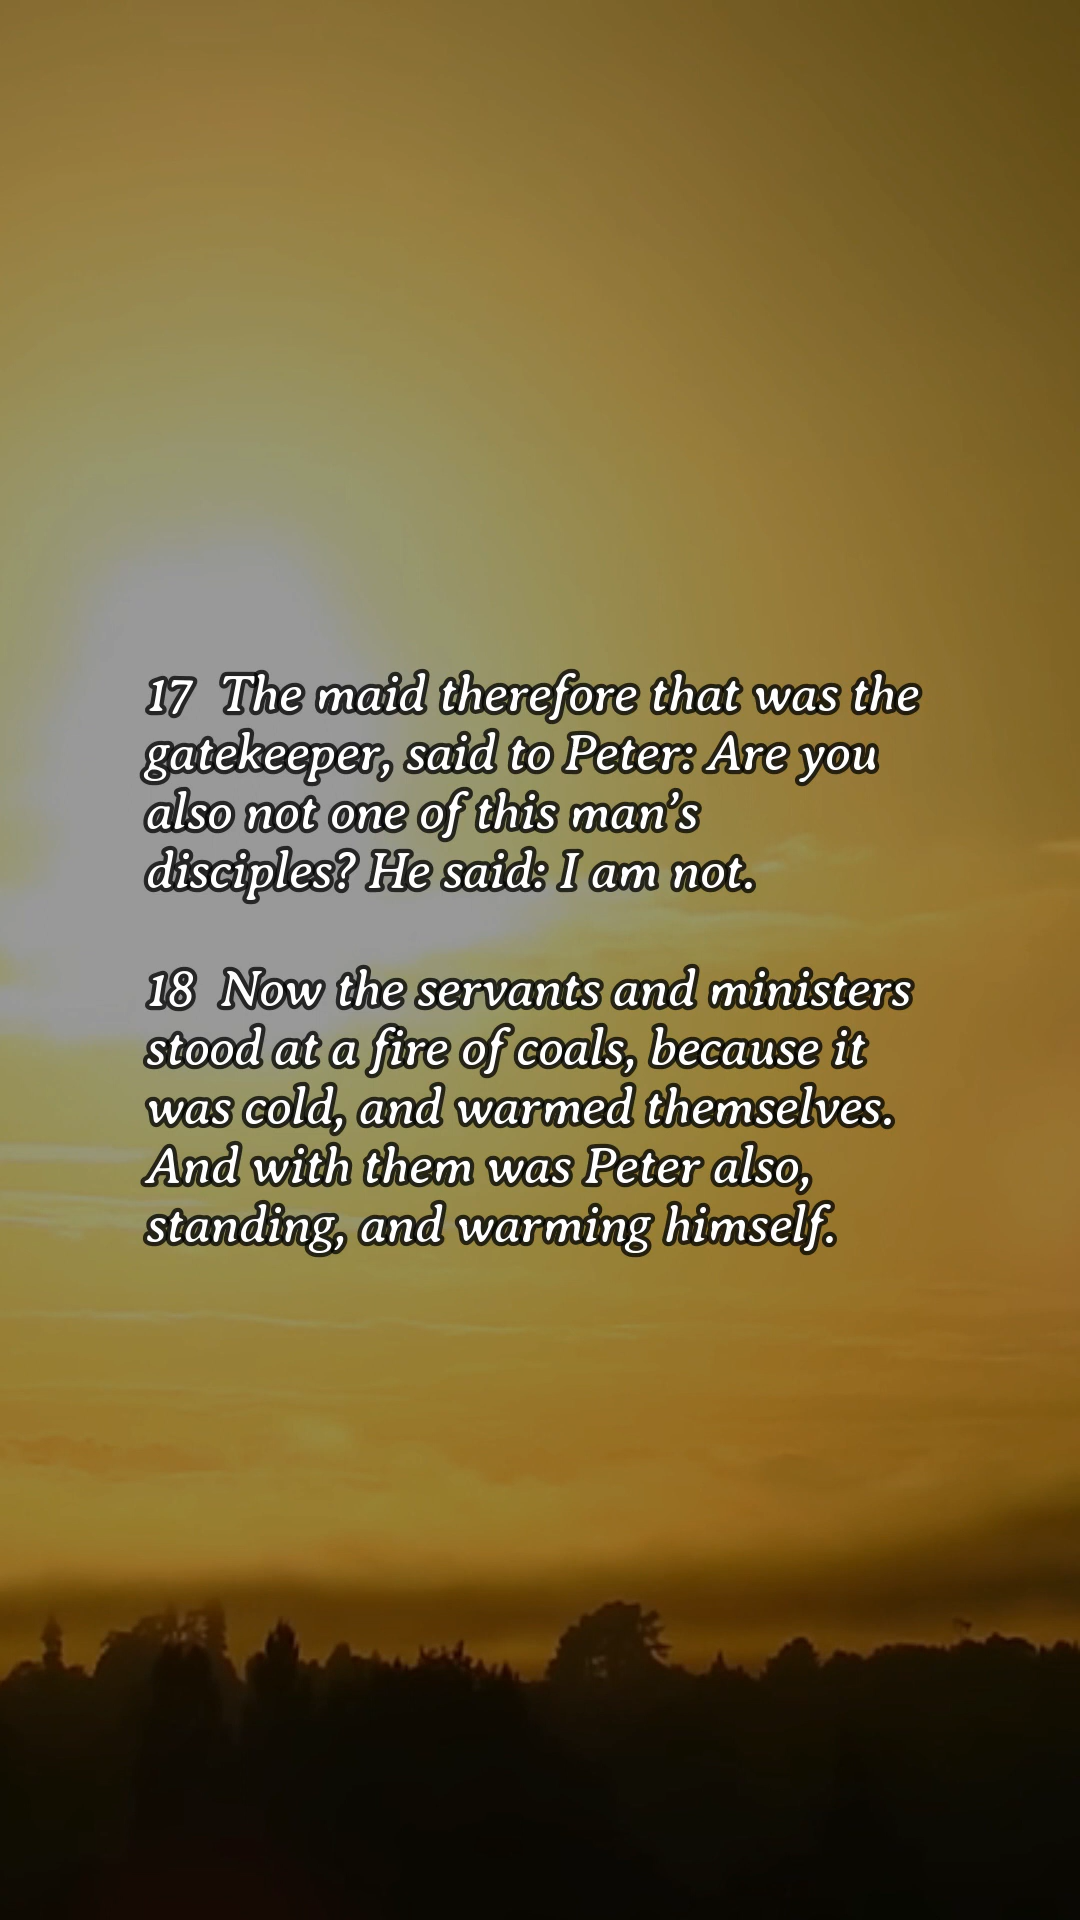 17 The maid therefore that was the
gatekeeper, said to Peter: Are you
also not one of this man’s
disciples? He said: I am not.
18 Now the servants and ministers
stood at a fire of coals, because it
was cold, and warmed themselves.
And with them was Peter also,
standing, and warming himself.